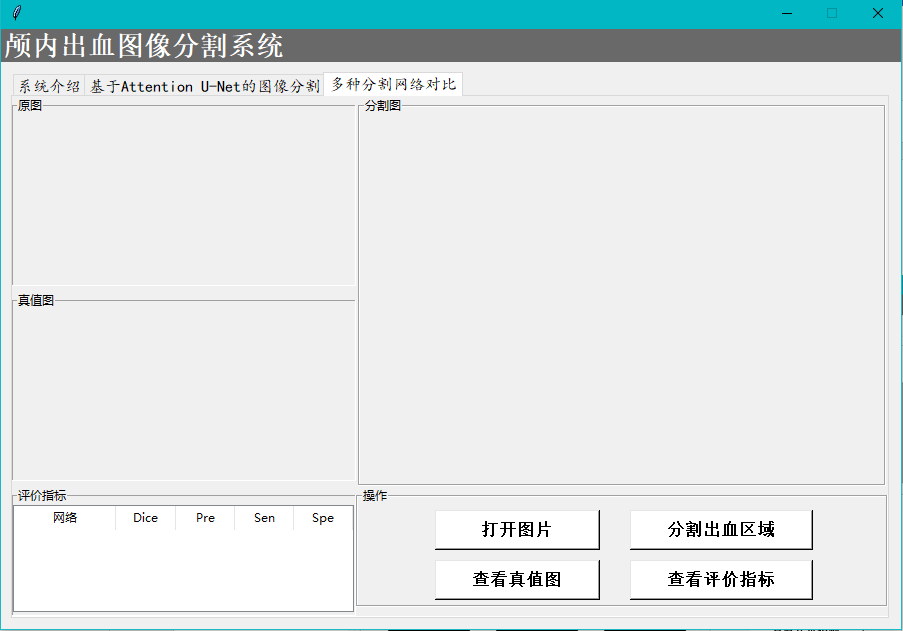 颅内出血图像分割系统
系统介绍 基于Attention U-Net的图像分割 多种分割网络对比
原图
分割图
真值图
评价指标
网络 Dice Pre Sen Spe
操作
打开图片 分割出血区域
查看真值图 查看评价指标